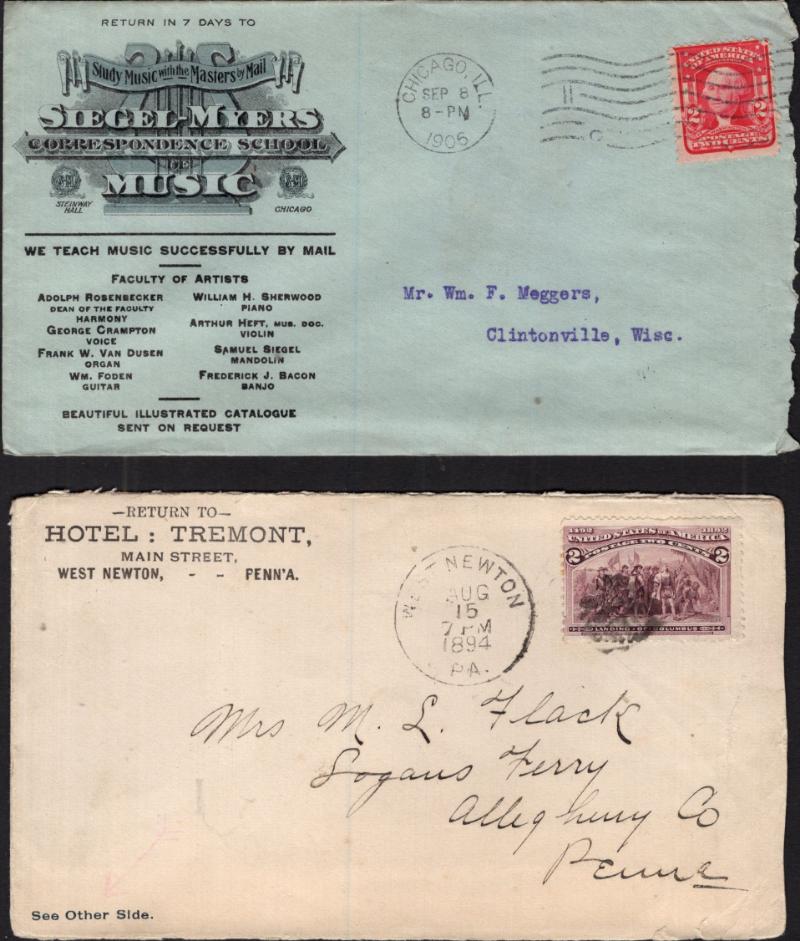 RETURN IN 7 DAYS TO
Study Music with the Masters by Mail
SIEGEL-MYERS
CORRESPONDENCE SCHOOL
OF
MUSIC
STEINWAY
HALL
CHICAGO
WE TEACH MUSIC SUCCESSFULLY BY MAIL
FACULTY OF ARTISTS
ADOLPH ROSENBECKER
DEAN OF THE FACULTY
HARMONY
GEORGE CRAMPTON
VOICE
FRANK W. VAN DUSEN
ORGAN
WM. FODEN
GUITAR
WILLIAM H. SHERWOOD
PIANO
ARTHUR HEFT, MUS. DOC.
VIOLIN
SAMUEL SIEGEL
MANDOLIN
FREDERICK J. BACON
BANJO
BEAUTIFUL ILLUSTRATED CATALOGUE
SENT ON REQUEST
CHICAGO, ILL.
SEP 8
8-PM
1905
UNITED STATES
OF AMERICA
2 2
POSTAGE
TWO CENTS
Mr. Wm. F. Meggers,
Clintonville, Wisc.
—RETURN TO—
HOTEL : TREMONT,
MAIN STREET,
WEST NEWTON, - - PENN'A.
WEST NEWTON
AUG
15
7 PM
1894
PA.
1492 1892
UNITED STATES OF AMERICA
2 POSTAGE TWO CENTS 2
LANDING OF COLUMBUS
Mrs M. L. Flack
Logans Ferry
Allegheny Co
Penna
See Other Side.